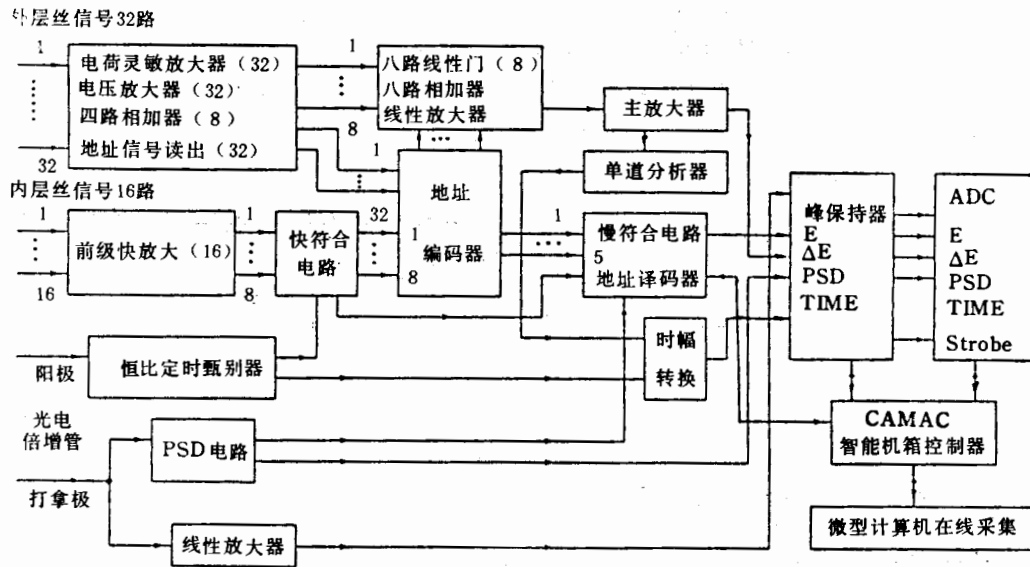 外层丝信号32路
1
32
电荷灵敏放大器(32)
电压放大器(32)
四路相加器(8)
地址信号读出(32)
1
8
八路线性门(8)
八路相加器
线性放大器
主放大器
单道分析器
内层丝信号16路
1
16
前级快放大(16)
1
8
快符合
电路
1
32
1
8
地址
编码器
1
5
慢符合电路
地址译码器
峰保持器
E
ΔE
PSD
TIME
ADC
E
ΔE
PSD
TIME
Strobe
阳极
恒比定时甄别器
时幅
转换
光电
倍增管
打拿极
PSD电路
线性放大器
CAMAC
智能机箱控制器
微型计算机在线采集